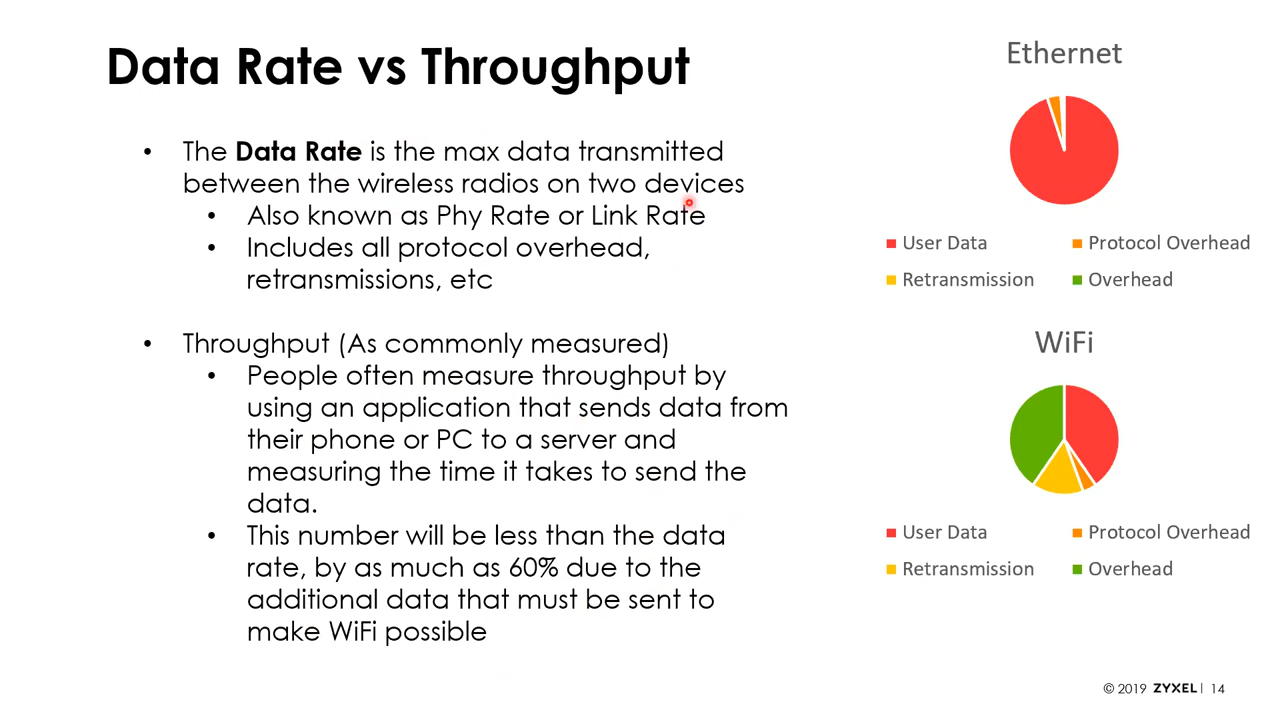 Data Rate vs Throughput
• The Data Rate is the max data transmitted
between the wireless radios on two devices
• Also known as Phy Rate or Link Rate
• Includes all protocol overhead,
retransmissions, etc
• Throughput (As commonly measured)
• People often measure throughput by
using an application that sends data from
their phone or PC to a server and
measuring the time it takes to send the
data.
• This number will be less than the data
rate, by as much as 60% due to the
additional data that must be sent to
make WiFi possible
Ethernet
User Data Protocol Overhead
Retransmission Overhead
WiFi
User Data Protocol Overhead
Retransmission Overhead
© 2019 ZYXEL | 14